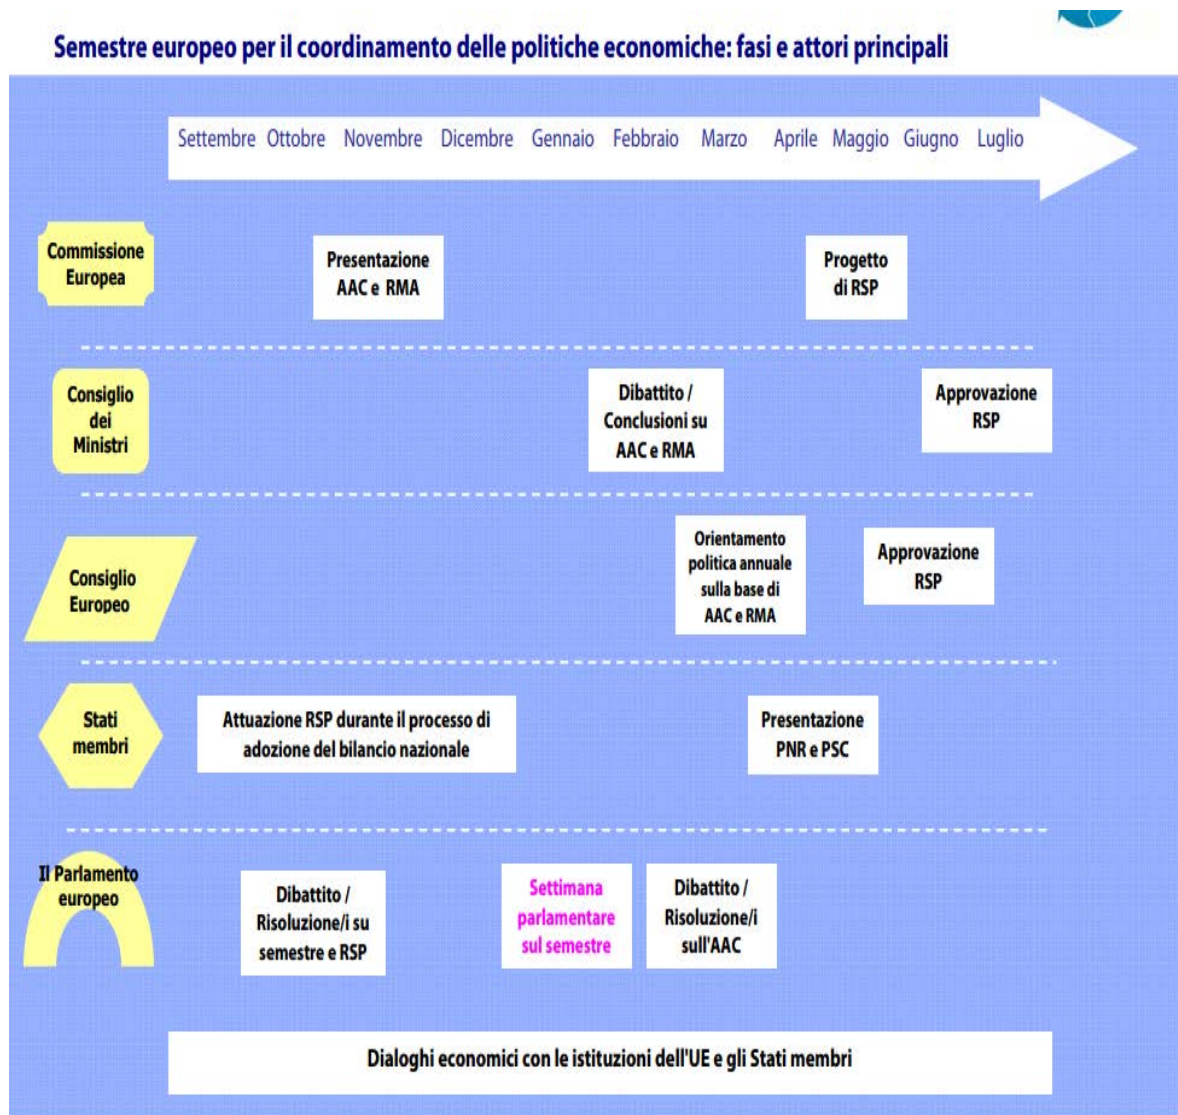 Semestre europeo per il coordinamento delle politiche economiche: fasi e attori principali
Settembre Ottobre Novembre Dicembre Gennaio Febbraio Marzo Aprile Maggio Giugno Luglio
Commissione
Europea
Presentazione
AAC e RMA
Progetto
di RSP
Consiglio
dei
Ministri
Dibattito /
Conclusioni su
AAC e RMA
Approvazione
RSP
Consiglio
Europeo
Orientamento
politica annuale
sulla base di
AAC e RMA
Approvazione
RSP
Stati
membri
Attuazione RSP durante il processo di
adozione del bilancio nazionale
Presentazione
PNR e PSC
Il Parlamento
europeo
Dibattito /
Risoluzione/i su
semestre e RSP
Settimana
parlamentare
sul semestre
Dibattito /
Risoluzione/i
sull'AAC
Dialoghi economici con le istituzioni dell'UE e gli Stati membri